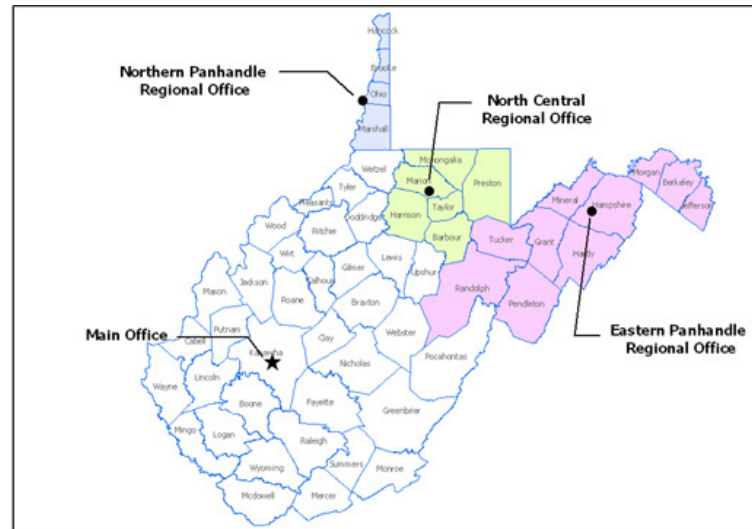 Hancock
Brooke
Northern Panhandle
Regional Office
Ohio
Marshall
North Central
Regional Office
Wetzel
Monongalia
Marion
Preston
Tyler
Pleasants
Doddridge
Harrison
Taylor
Barbour
Morgan
Berkeley
Jefferson
Mineral
Hampshire
Wood
Ritchie
Tucker
Grant
Hardy
Wirt
Lewis
Upshur
Gilmer
Calhoun
Randolph
Jackson
Roane
Mason
Braxton
Pendleton
Webster
Main Office
Putnam
Cabell
Kanawha
Clay
Pocahontas
Eastern Panhandle
Regional Office
Nicholas
Wayne
Lincoln
Boone
Fayette
Greenbrier
Mingo
Logan
Raleigh
Wyoming
Summers
Monroe
Mcdowell
Mercer